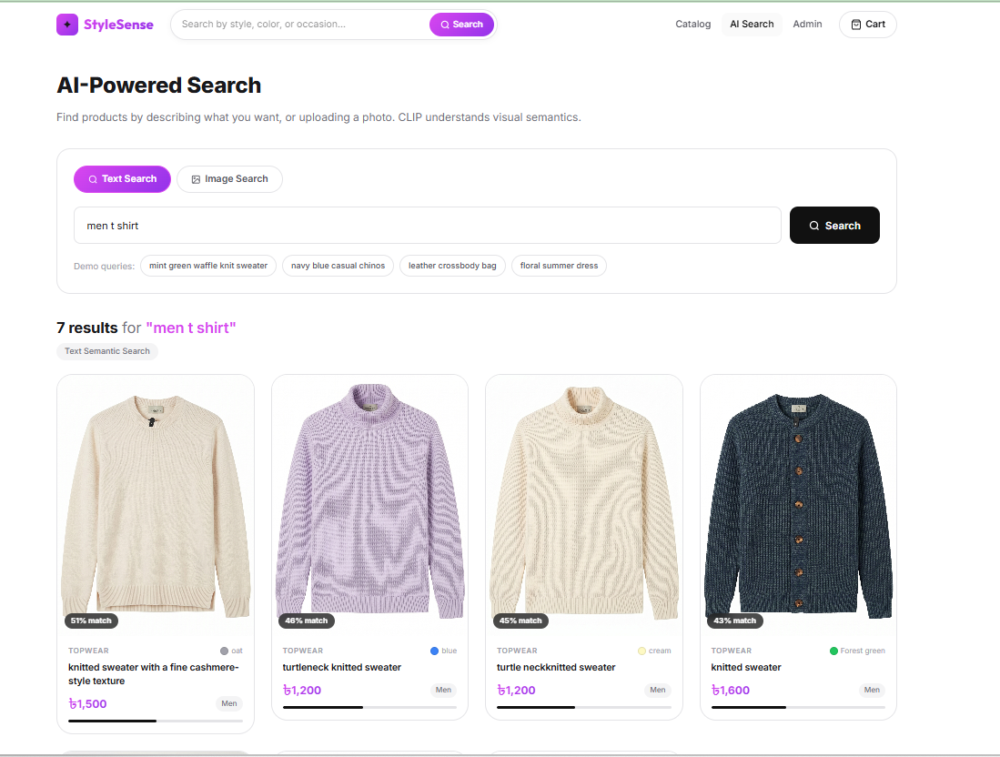 StyleSense
Search by style, color, or occasion...
Search
Catalog
AI Search
Admin
Cart
AI-Powered Search
Find products by describing what you want, or uploading a photo. CLIP understands visual semantics.
Text Search
Image Search
men t shirt
Search
Demo queries:
mint green waffle knit sweater
navy blue casual chinos
leather crossbody bag
floral summer dress
7 results for "men t shirt"
Text Semantic Search
51% match
46% match
45% match
43% match
TOPWEAR
oat
knitted sweater with a fine cashmere-
style texture
৳1,500
Men
TOPWEAR
blue
turtleneck knitted sweater
৳1,200
Men
TOPWEAR
cream
turtle neckknitted sweater
৳1,200
Men
TOPWEAR
Forest green
knitted sweater
৳1,600
Men